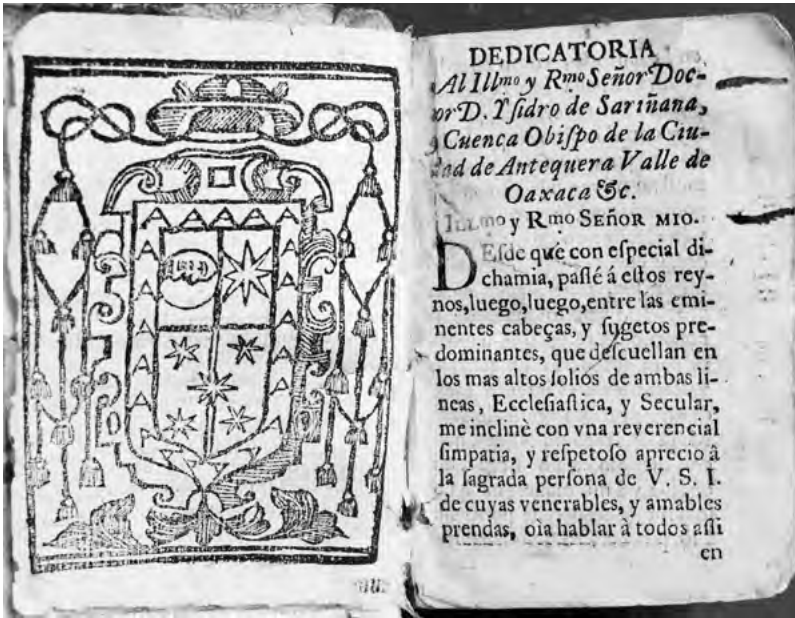 DEDICATORIA
Al Illmo y Rmo Señor Doc-
or D. Ysidro de Sariñana,
y Cuenca Obiſpo de la Ciu-
dad de Antequera Valle de
Oaxaca &c.
ILLmo y Rmo SEÑOR MIO.
DEſde que con eſpecial di-
chamia, paſſé á eſtos rey-
nos, luego, luego, entre las emi-
nentes cabeças, y ſugetos pre-
dominantes, que deſcuellan en
los mas altos ſolios de ambas li-
neas, Eccleſiaſtica, y Secular,
me inclinè con vna reverencial
ſimpatia, y reſpetoſo aprecio â
la ſagrada perſona de V. S. I.
de cuyas venerables, y amables
prendas, oìa hablar à todos aſſi
en